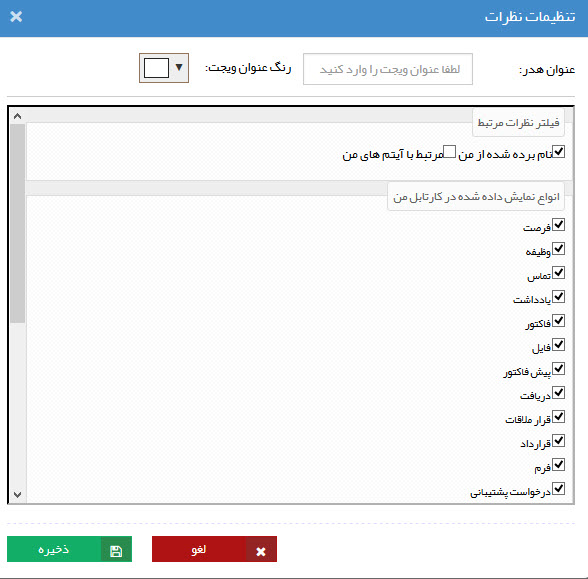 تنظیمات نظرات
عنوان هدر: لطفا عنوان ویجت را وارد کنید رنگ عنوان ویجت:
فیلتر نظرات مرتبط
نام برده شده از من مرتبط با آیتم های من
انواع نمایش داده شده در کارتابل من
فرصت
وظیفه
تماس
یادداشت
فاکتور
فایل
پیش فاکتور
دریافت
قرار ملاقات
قرارداد
فرم
درخواست پشتیبانی
لغو ذخیره